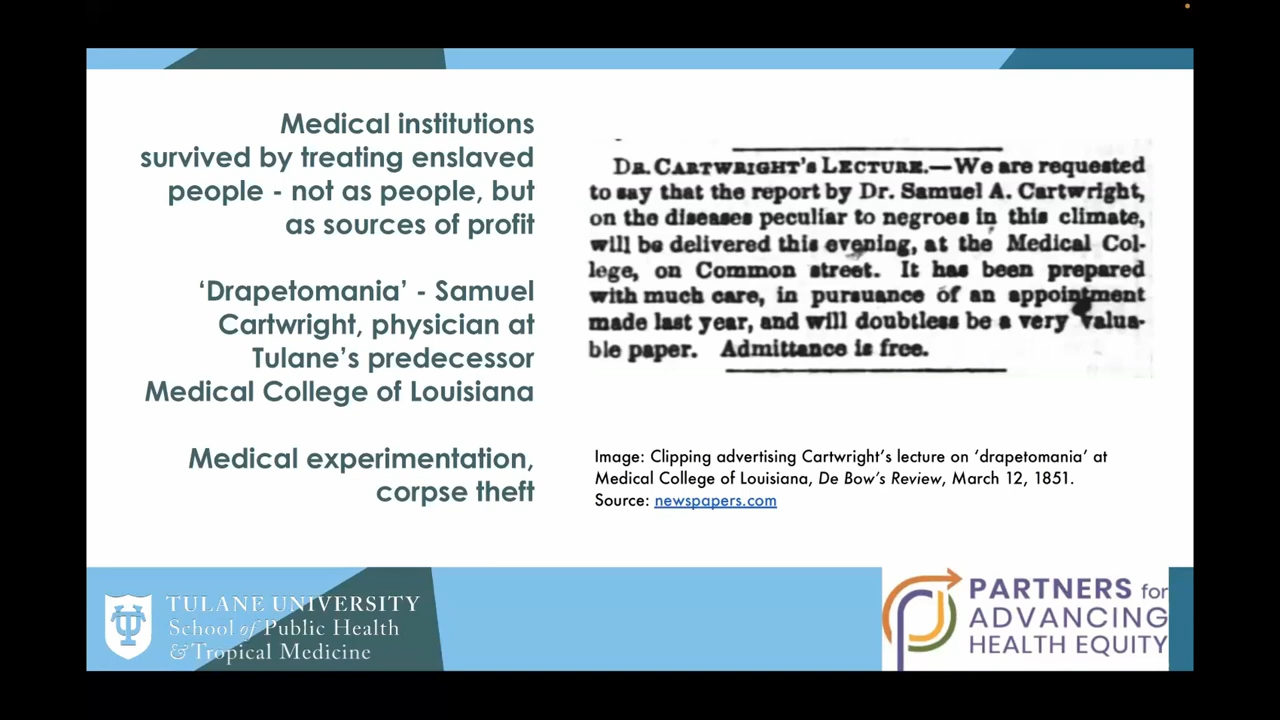 Medical institutions
survived by treating enslaved
people - not as people, but
as sources of profit
‘Drapetomania’ - Samuel
Cartwright, physician at
Tulane’s predecessor
Medical College of Louisiana
Medical experimentation,
corpse theft
Dr. Cartwright's Lecture.—We are requested
to say that the report by Dr. Samuel A. Cartwright,
on the diseases peculiar to negroes in this climate,
will be delivered this evening, at the Medical Col-
lege, on Common street. It has been prepared
with much care, in pursuance of an appointment
made last year, and will doubtless be a very valua-
ble paper. Admittance is free.
Image: Clipping advertising Cartwright’s lecture on ‘drapetomania’ at
Medical College of Louisiana, De Bow’s Review, March 12, 1851.
Source: newspapers.com
TULANE UNIVERSITY
School of Public Health
& Tropical Medicine
PARTNERS for
ADVANCING
HEALTH EQUITY